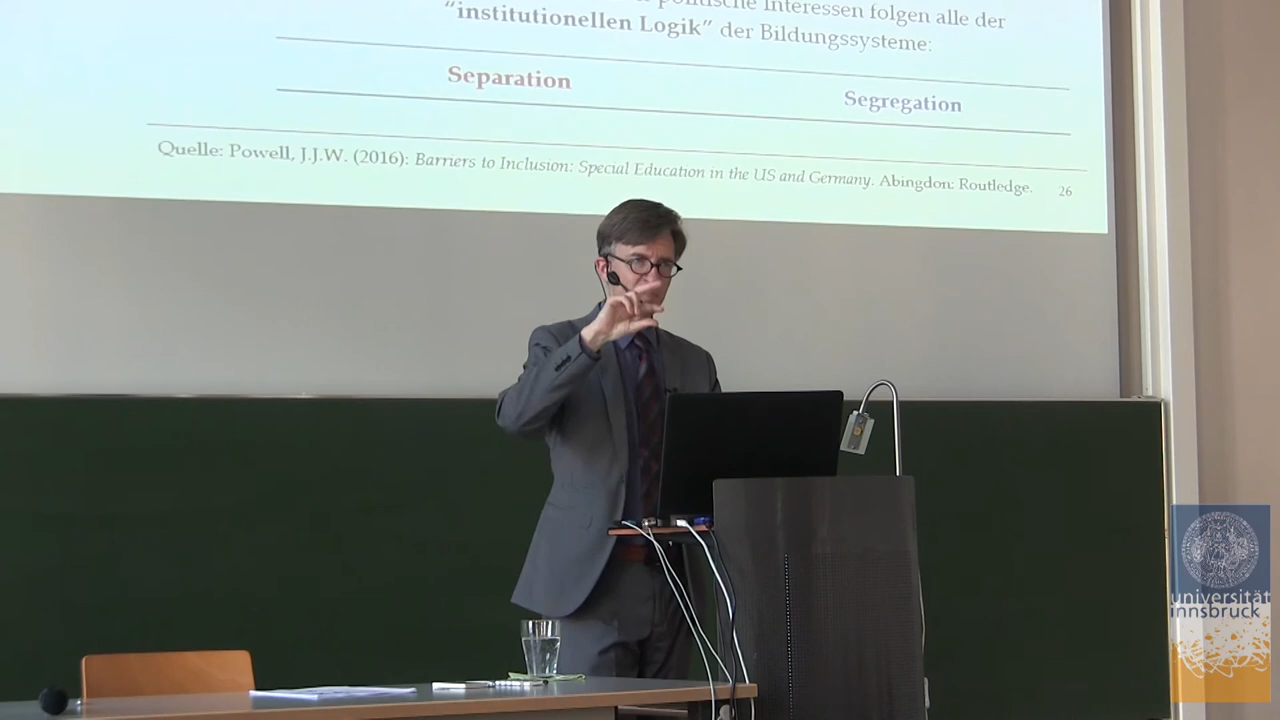 politische Interessen folgen alle der
“institutionellen Logik” der Bildungssysteme:
Separation
Segregation
Quelle: Powell, J.J.W. (2016): Barriers to Inclusion: Special Education in the US and Germany. Abingdon: Routledge.
26
universität
innsbruck